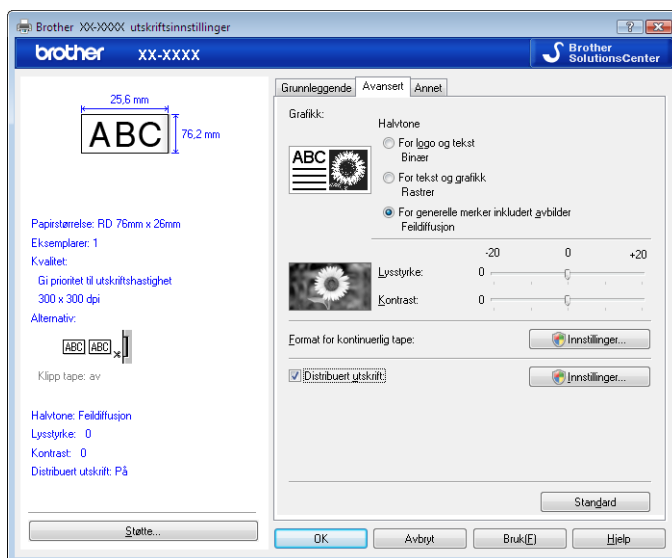 Brother XX-XXXX utskriftsinnstillinger
brother XX-XXXX
Brother
SolutionsCenter
25,6 mm
ABC
76,2 mm
Papirstørrelse: RD 76mm x 26mm
Eksemplarer: 1
Kvalitet:
Gi prioritet til utskriftshastighet
300 x 300 dpi
Alternativ:
ABC ABC
Klipp tape: av
Halvtone: Feildiffusjon
Lysstyrke: 0
Kontrast: 0
Distribuert utskrift: På
Støtte...
Grunnleggende Avansert Annet
Grafikk:
ABC
Halvtone
For logo og tekst
Binær
For tekst og grafikk
Rastrer
For generelle merker inkludert avbilder
Feildiffusjon
-20 0 +20
Lysstyrke: 0
Kontrast: 0
Format for kontinuerlig tape: Innstillinger...
Distribuert utskrift: Innstillinger...
Standard
OK Avbryt Bruk(F) Hjelp